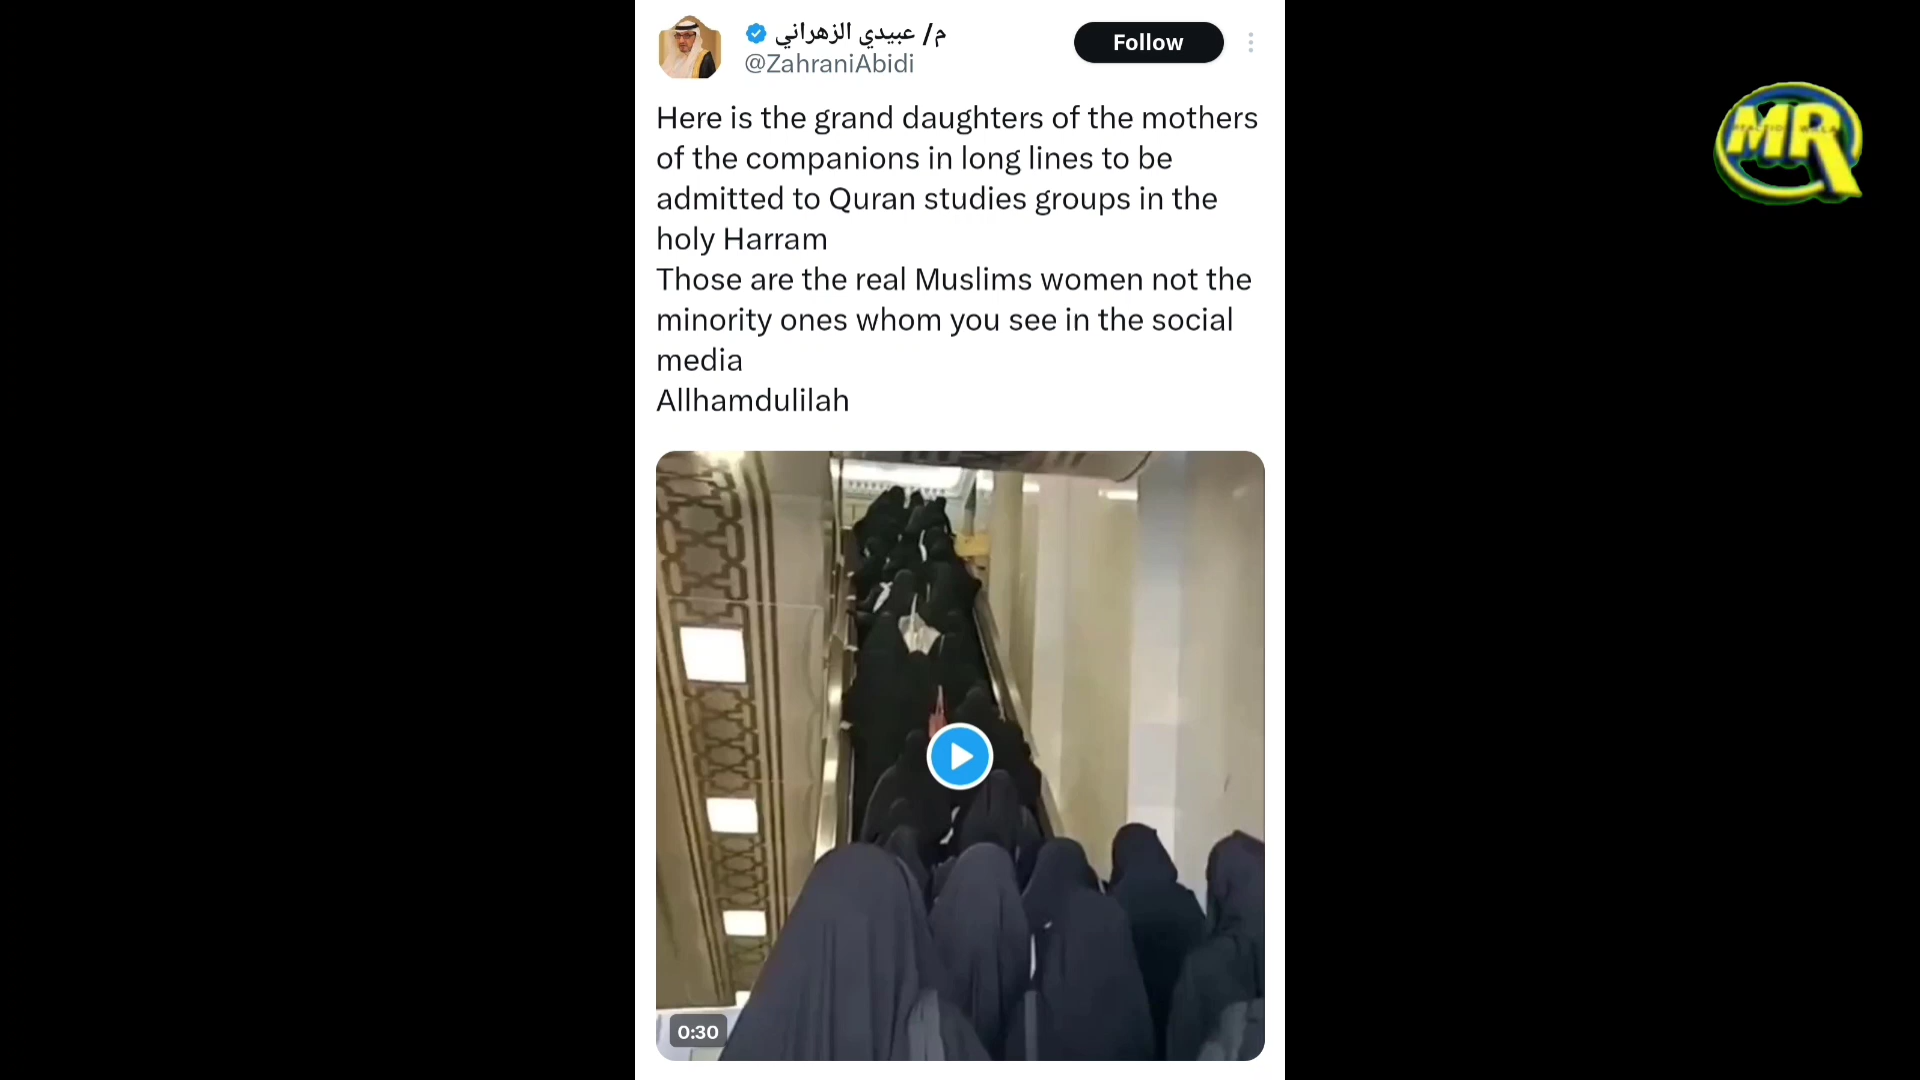 م/ عبيدي الزهراني
@ZahraniAbidi
Follow
Here is the grand daughters of the mothers
of the companions in long lines to be
admitted to Quran studies groups in the
holy Harram
Those are the real Muslims women not the
minority ones whom you see in the social
media
Allhamdulilah
0:30
MR